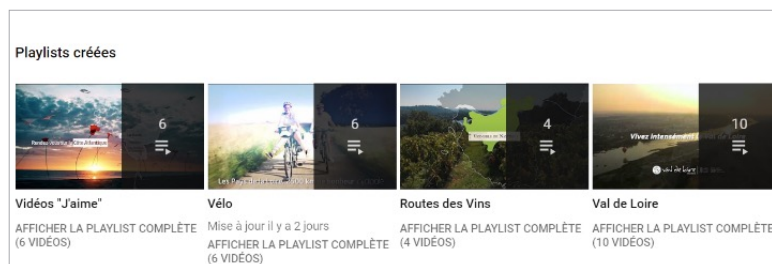 Playlists créées
6
6
4
10
Vivez intensément
val de loire
Vidéos "J'aime"
Vélo
Routes des Vins
Val de Loire
AFFICHER LA PLAYLIST COMPLÈTE
(6 VIDÉOS)
Mise à jour il y a 2 jours
AFFICHER LA PLAYLIST COMPLÈTE
(6 VIDÉOS)
AFFICHER LA PLAYLIST COMPLÈTE
(4 VIDÉOS)
AFFICHER LA PLAYLIST COMPLÈTE
(10 VIDÉOS)